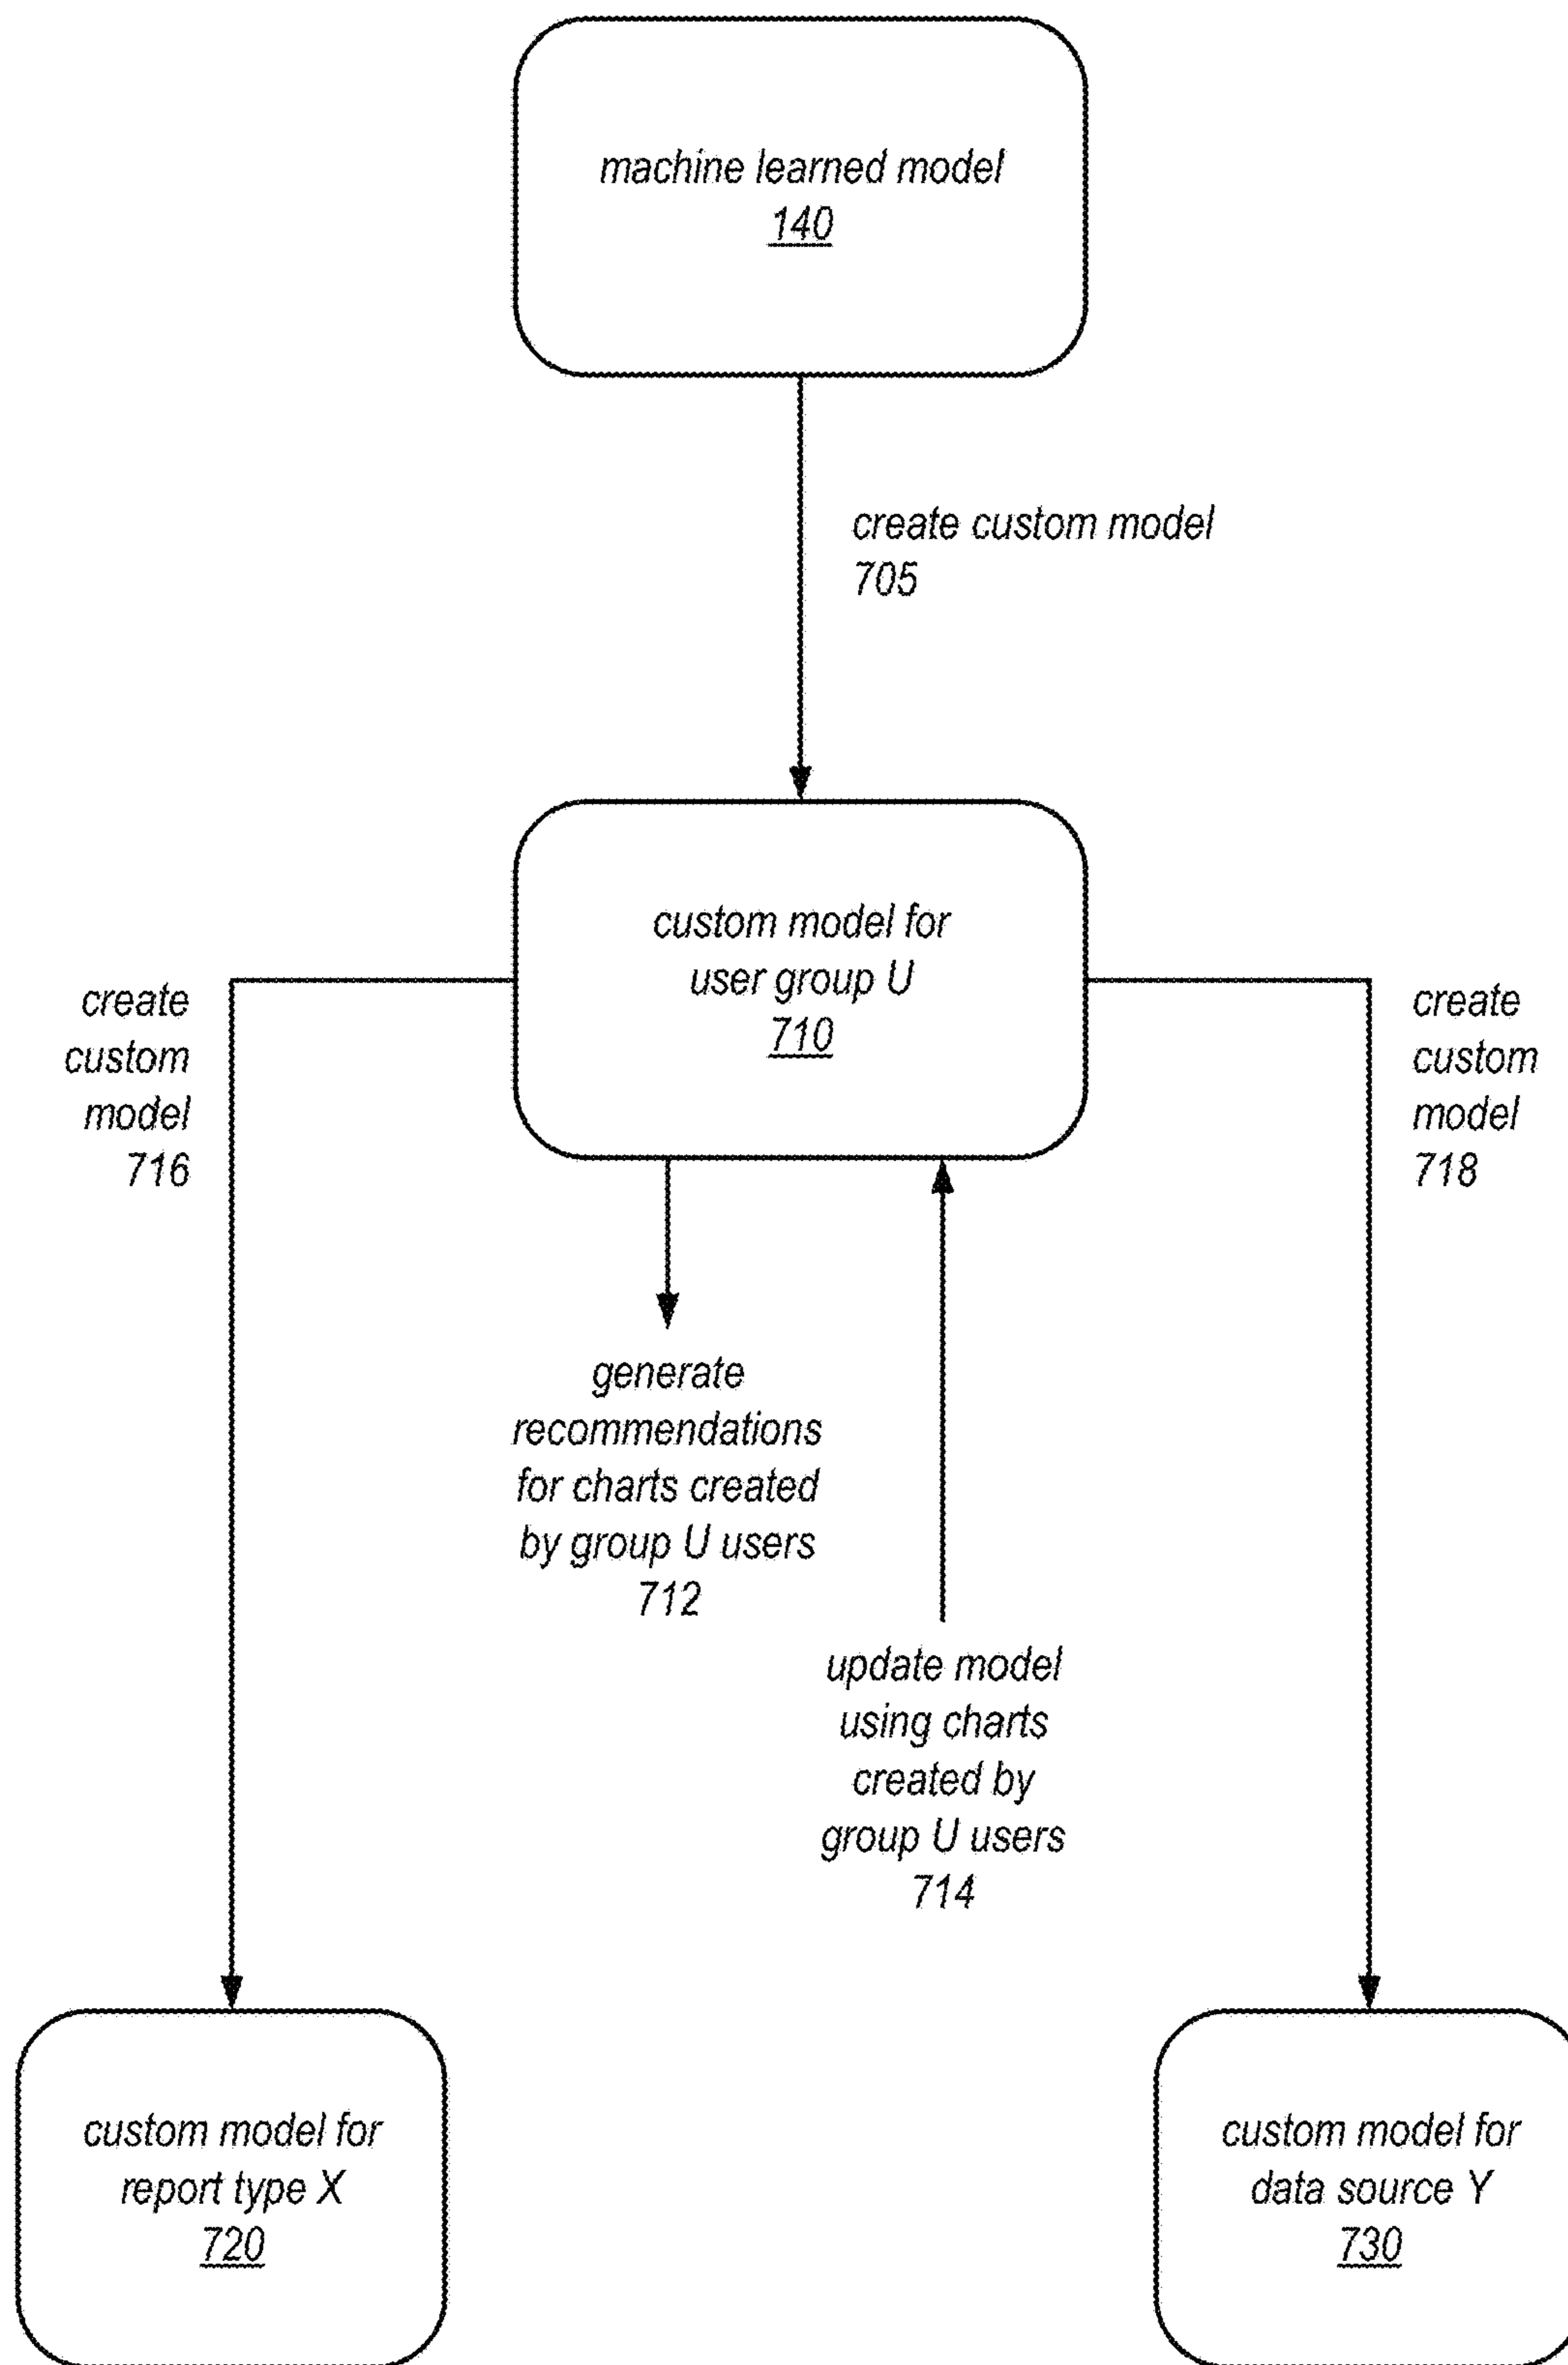 machine learned model
140
create custom model
705
custom model for
user group U
710
create
custom
model
716
create
custom
model
718
generate
recommendations
for charts created
by group U users
712
update model
using charts
created by
group U users
714
custom model for
report type X
720
custom model for
data source Y
730